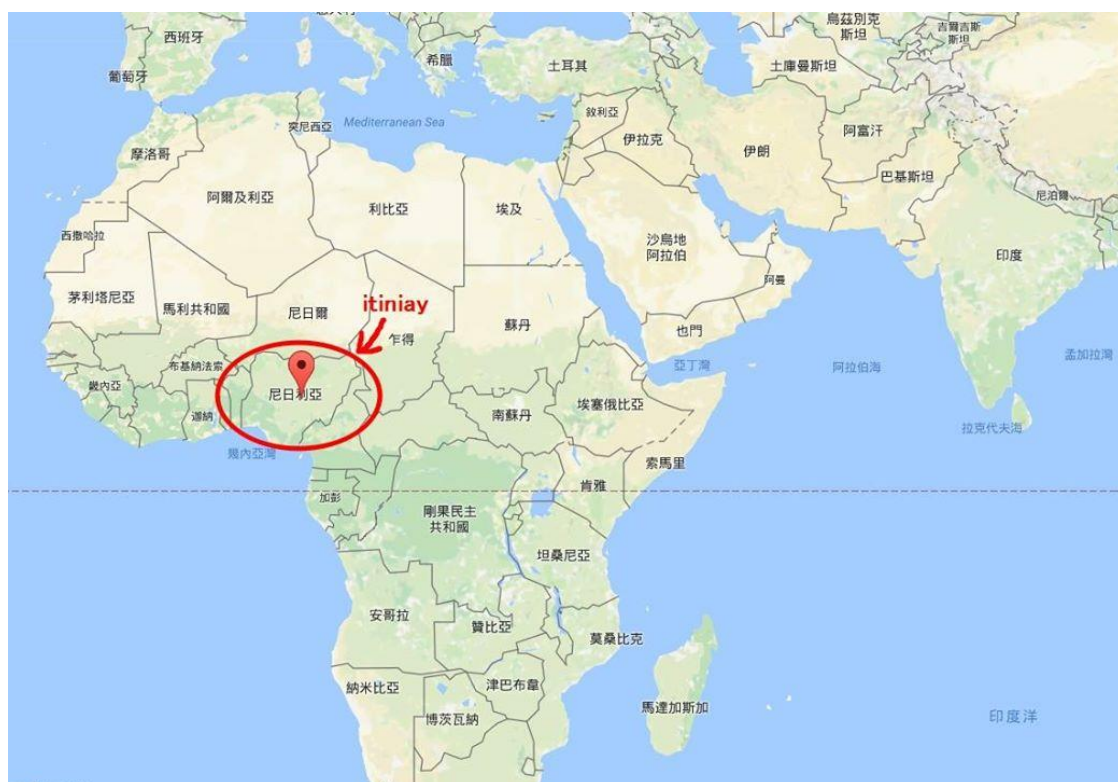 西班牙
葡萄牙
希臘
土耳其
烏茲別克
斯坦
吉爾吉斯
斯坦
土庫曼斯坦
突尼西亞
Mediterranean Sea
敘利亞
伊拉克
伊朗
阿富汗
巴基斯坦
尼泊爾
摩洛哥
阿爾及利亞
利比亞
埃及
西撒哈拉
沙烏地
阿拉伯
阿曼
印度
茅利塔尼亞
馬利共和國
尼日爾
itiniay
乍得
蘇丹
也門
亞丁灣
阿拉伯海
孟加拉灣
布基納法索
畿內亞
迦納
尼日利亞
南蘇丹
埃塞俄比亞
拉克代夫海
幾內亞灣
索馬里
肯雅
加彭
剛果民主
共和國
坦桑尼亞
安哥拉
贊比亞
莫桑比克
納米比亞
津巴布韋
博茨瓦納
馬達加斯加
印度洋